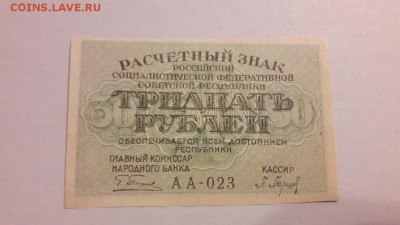 COINS.LAVE.RU
РАСЧЕТНЫЙ ЗНАК
РОССИЙСКОЙ
СОЦИАЛИСТИЧЕСКОЙ ФЕДЕРАТИВНОЙ
СОВЕТСКОЙ РЕСПУБЛИКИ
ТРИДЦАТЬ
РУБЛЕЙ
ОБЕСПЕЧИВАЕТСЯ ВСЕМ ДОСТОЯНИЕМ
РЕСПУБЛИКИ
ГЛАВНЫЙ КОМИССАР
НАРОДНОГО БАНКА
КАССИР
АА-023